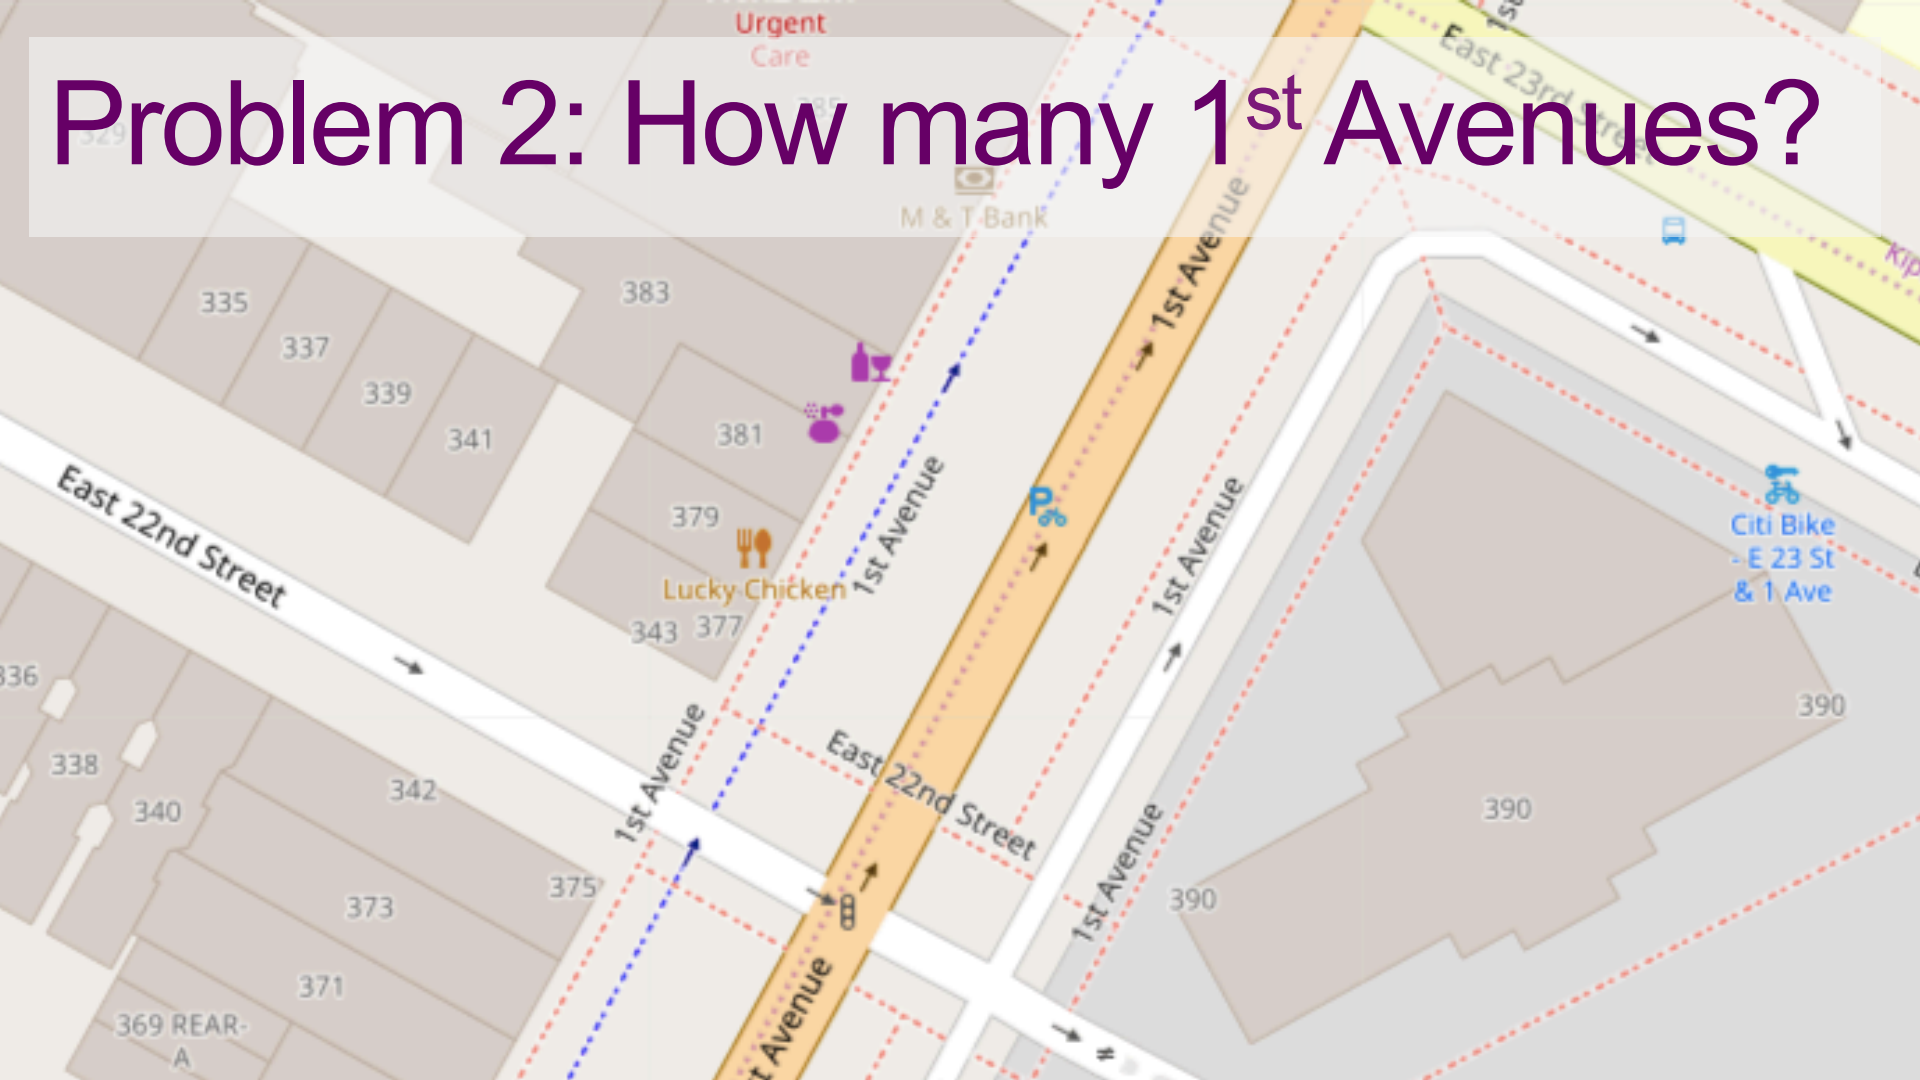 Urgent
Care
Problem 2: How many 1st Avenues?
East 23rd Street
385
329
M & T Bank
1st Avenue
335
383
337
339
341
381
379
Lucky Chicken
343
377
1st Avenue
1st Avenue
Citi Bike
- E 23 St
& 1 Ave
East 22nd Street
336
338
340
342
1st Avenue
East 22nd Street
390
390
390
1st Avenue
375
373
371
369 REAR-
A
Avenue